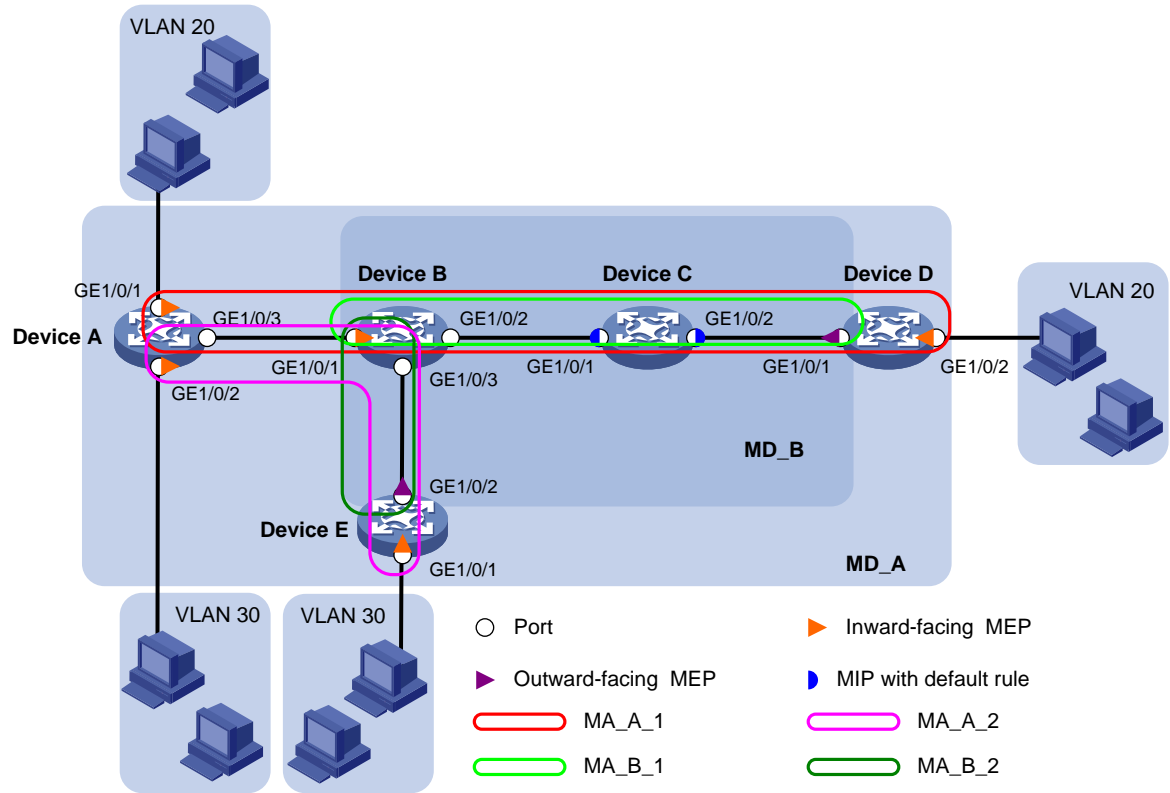 VLAN 20
Device B
Device C
Device D
GE1/0/1
VLAN 20
GE1/0/3
GE1/0/2
GE1/0/2
Device A
GE1/0/1
GE1/0/1
GE1/0/1
GE1/0/2
GE1/0/3
GE1/0/2
MD_B
GE1/0/2
Device E
GE1/0/1
MD_A
VLAN 30
VLAN 30
Port
Inward-facing MEP
Outward-facing MEP
MIP with default rule
MA_A_1
MA_A_2
MA_B_1
MA_B_2